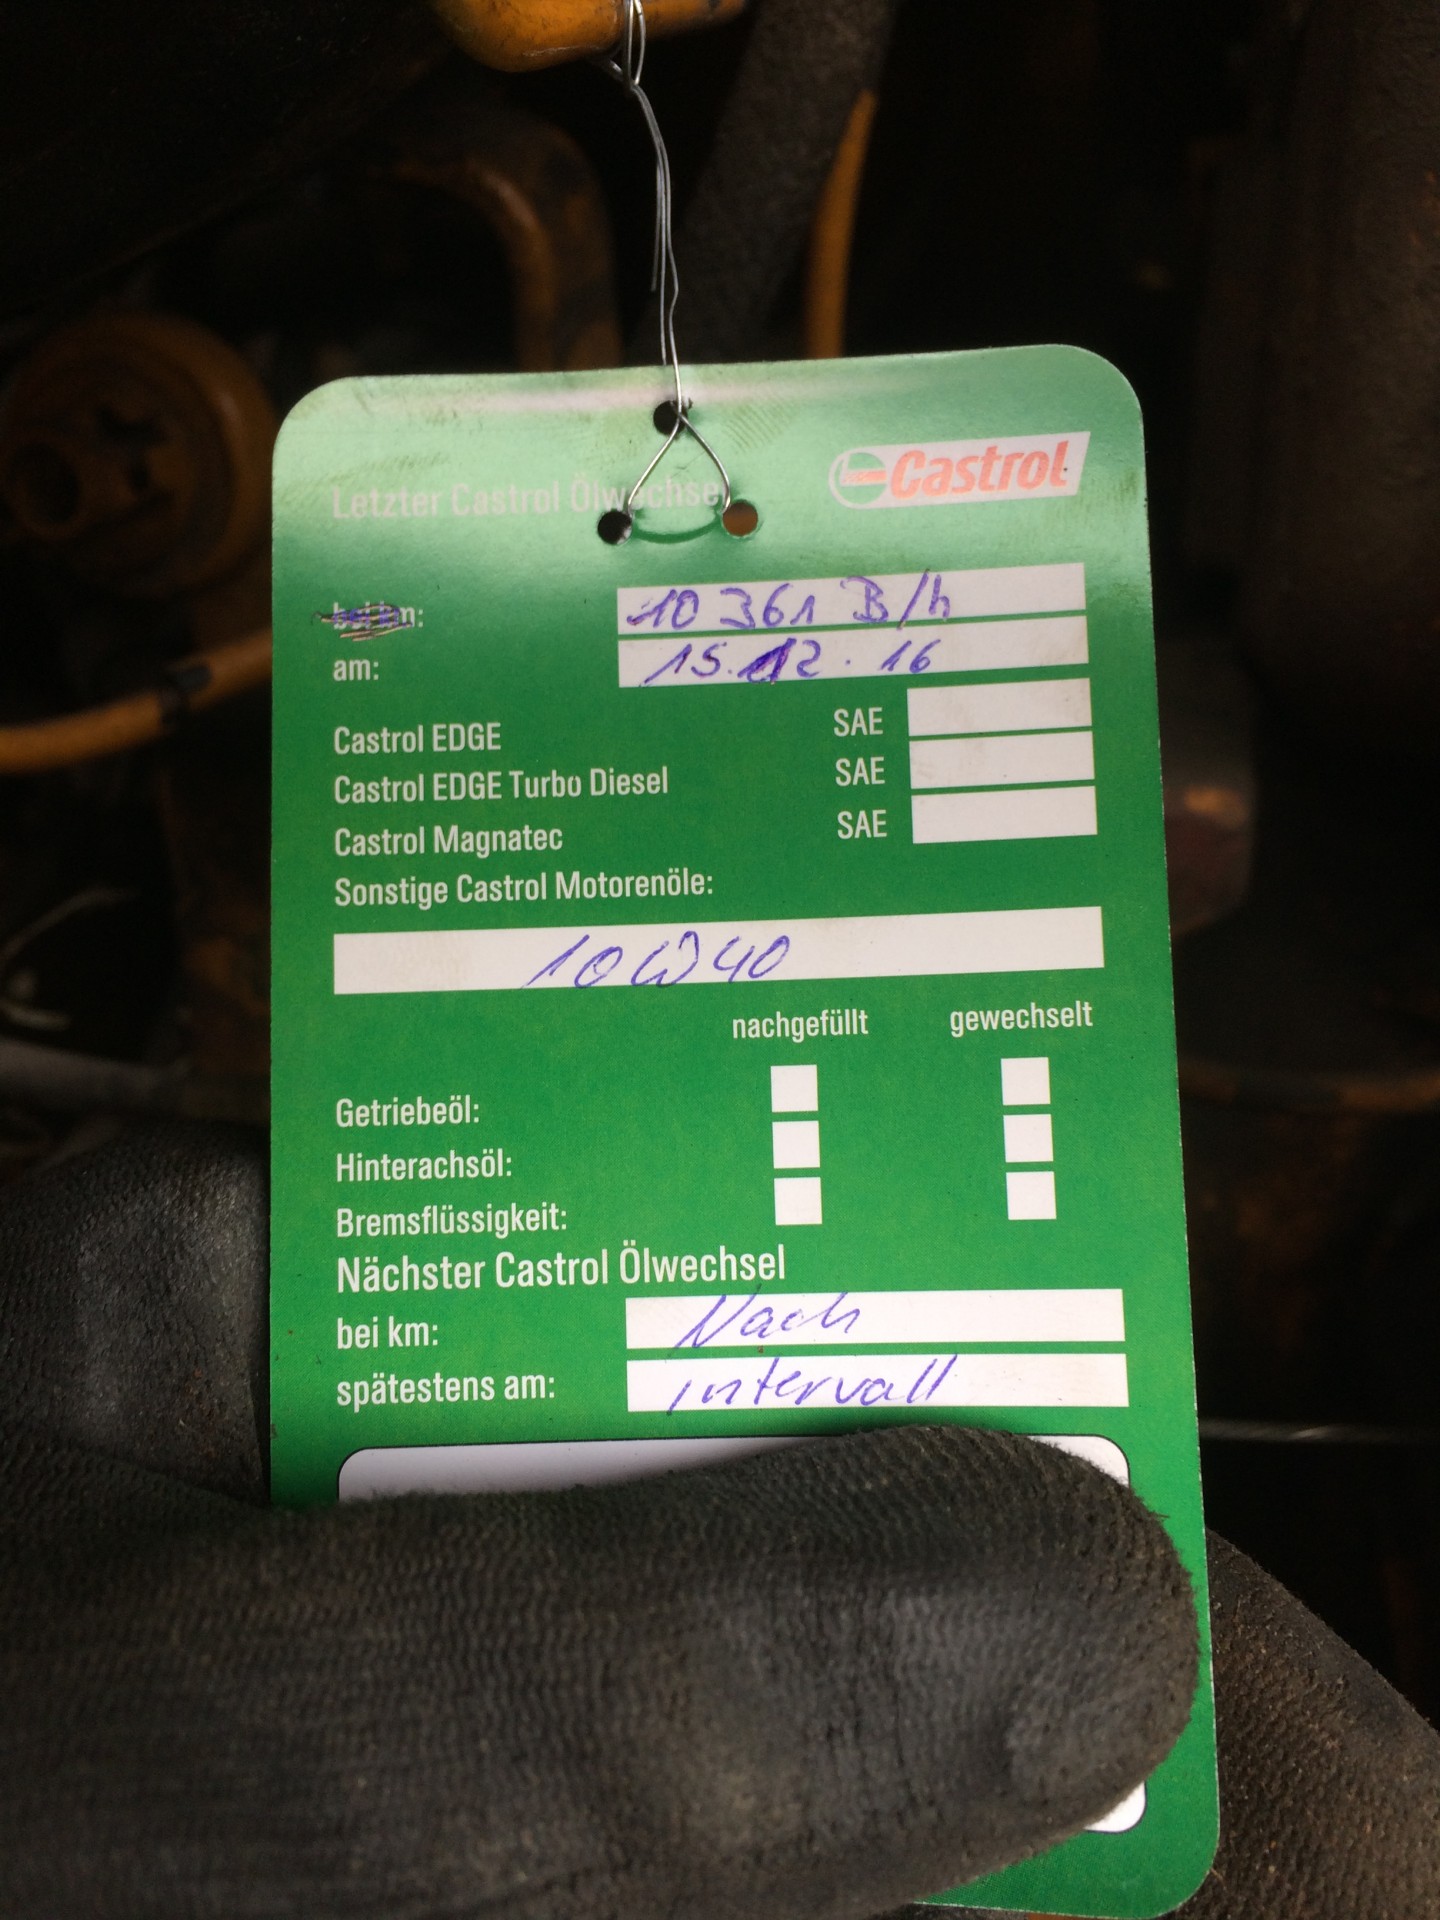 Letzter Castrol Ölwechsel
Castrol
bei km: 10361 B/h
am: 15.12.16
Castrol EDGE SAE
Castrol EDGE Turbo Diesel SAE
Castrol Magnatec SAE
Sonstige Castrol Motorenöle:
10W40
nachgefüllt gewechselt
Getriebeöl:
Hinterachsöl:
Bremsflüssigkeit:
Nächster Castrol Ölwechsel
bei km: Nach
spätestens am: intervall